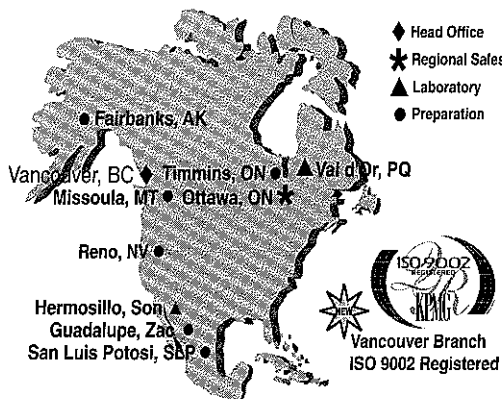 Head Office
Regional Sales
Laboratory
Preparation
Fairbanks, AK
Vancouver, BC
Timmins, ON
Val d'Or, PQ
Missoula, MT
Ottawa, ON
Reno, NV
Hermosillo, Son
Guadalupe, Zac
San Luis Potosi, SLP
NEW
ISO-9002
REGISTERED
KPMG
Vancouver Branch
ISO 9002 Registered